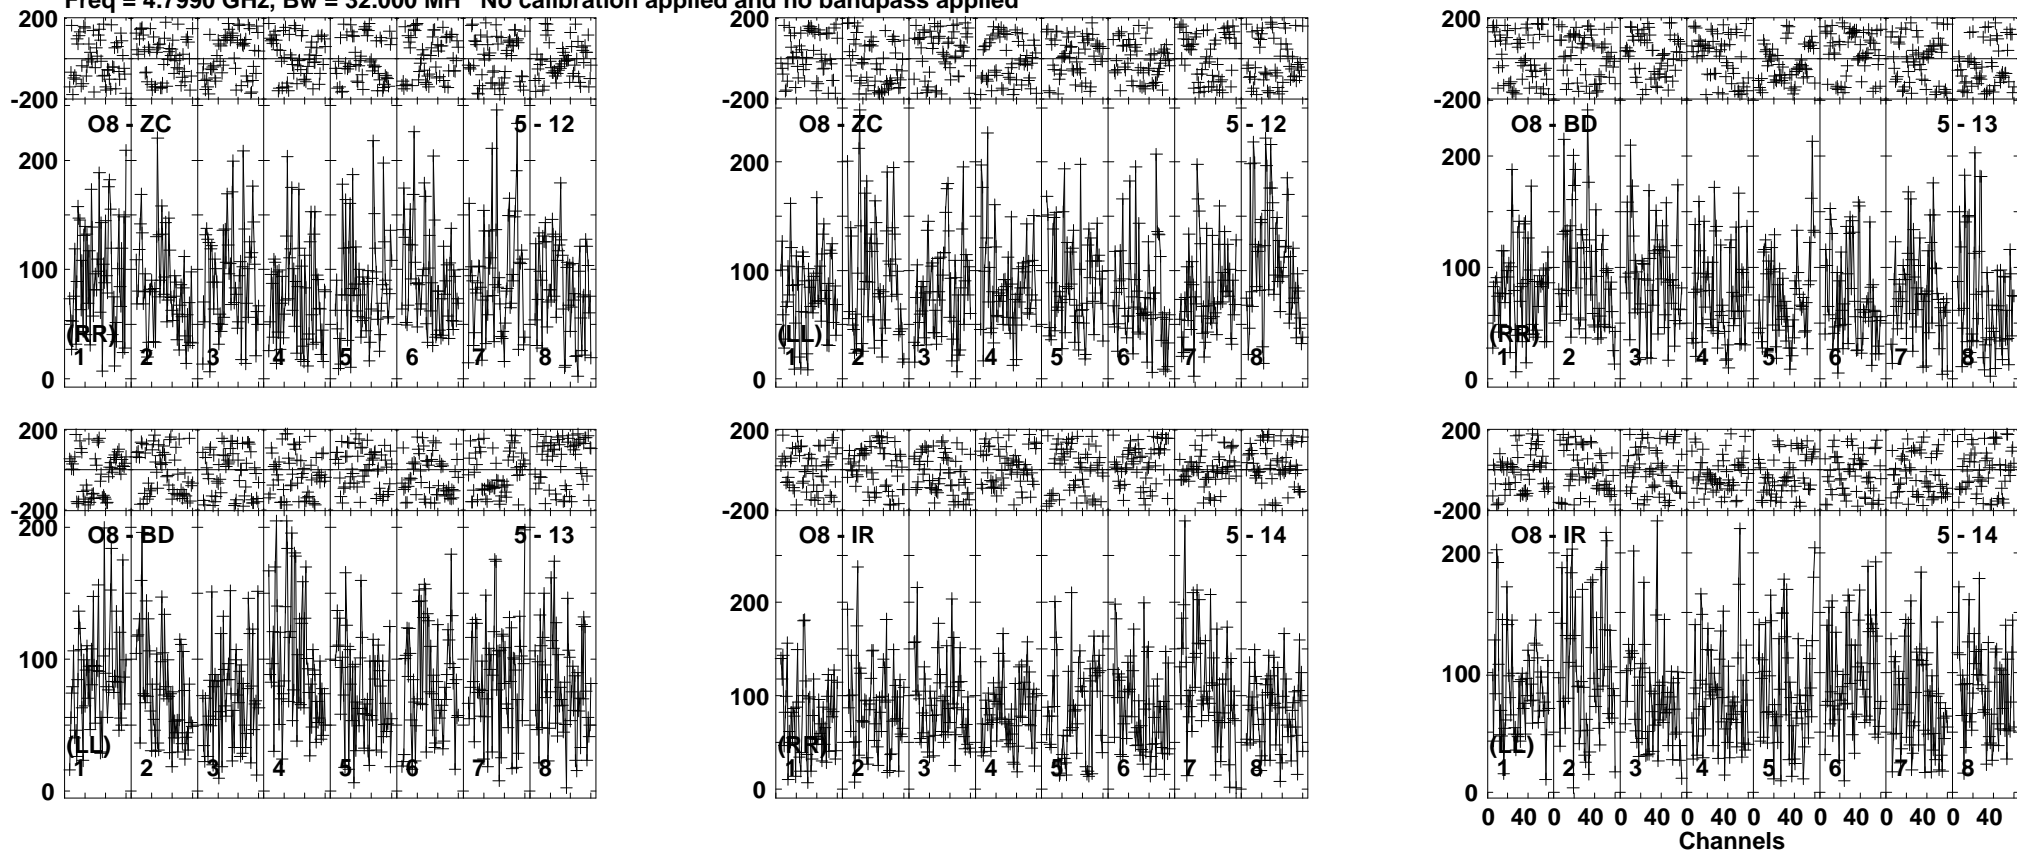 Freq = 4.7990 GHz, Bw = 32.000 MH No calibration applied and no bandpass applied
200 200 200
-200 -200 -200
O8 - ZC 5 - 12 O8 - ZC 5 - 12 O8 - BD 5 - 13
200 200 200
100 100 100
(RR) (LL) (RR)
1 2 3 4 5 6 7 8 1 2 3 4 5 6 7 8 1 2 3 4 5 6 7 8
0 0 0
200 200 200
-200 -200 -200
200 O8 - BD 5 - 13 O8 - IR 5 - 14 O8 - IR 5 - 14
200 200
100 100 100
(LL) (RR) (LL)
1 2 3 4 5 6 7 8 1 2 3 4 5 6 7 8 1 2 3 4 5 6 7 8
0 0 0
0 40 0 40 0 40 0 40 0 40 0 40 0 40 0 40
Channels